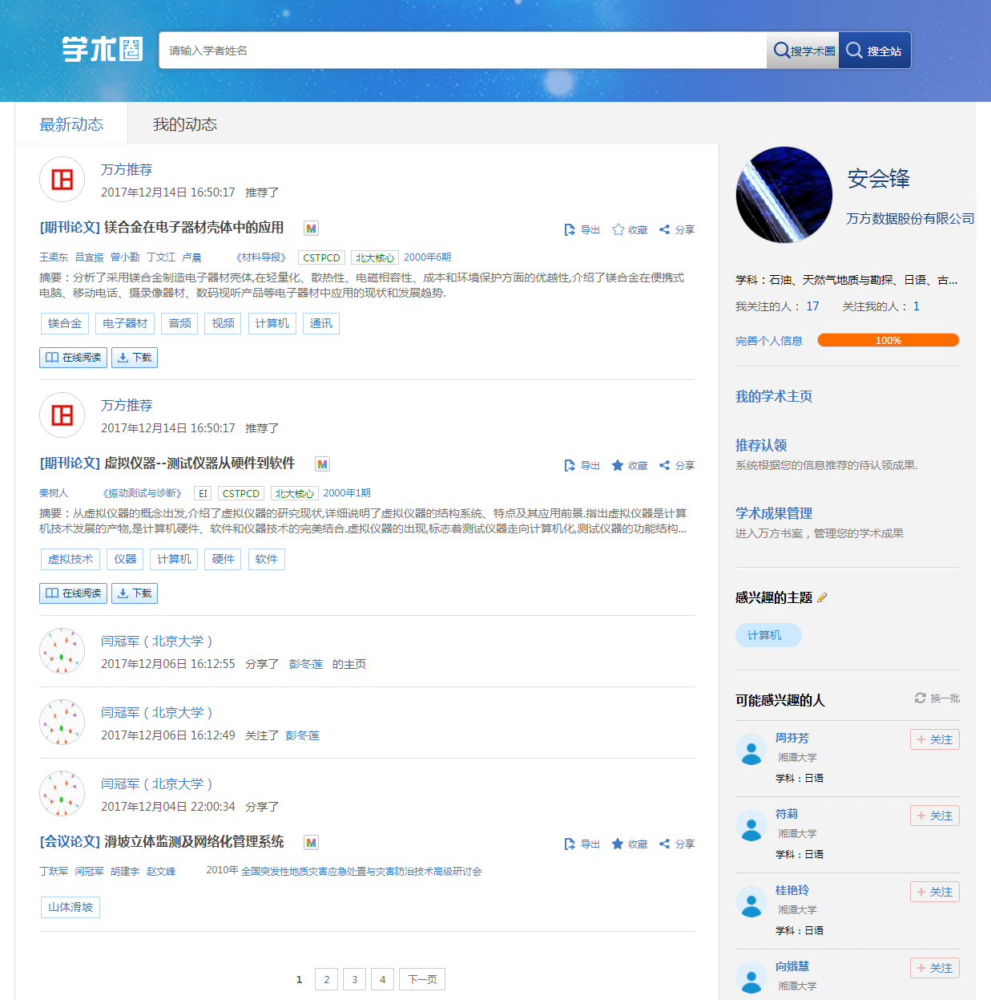 学术圈
请输入学者姓名
搜学术圈
搜全站
最新动态 我的动态
万方推荐
2017年12月14日 16:50:17 推荐了
[期刊论文] 镁合金在电子器材壳体中的应用 M
导出 收藏 分享
王渠东 吕宜振 曾小勤 丁文江 卢晨 《材料导报》 CSTPCD 北大核心 2000年6期
摘要：分析了采用镁合金制造电子器材壳体,在轻量化、散热性、电磁相容性、成本和环境保护方面的优越性,介绍了镁合金在便携式
电脑、移动电话、摄录像器材、数码视听产品等电子器材中应用的现状和发展趋势.
镁合金 电子器材 音频 视频 计算机 通讯
在线阅读 下载
万方推荐
2017年12月14日 16:50:17 推荐了
[期刊论文] 虚拟仪器--测试仪器从硬件到软件 M
导出 收藏 分享
秦树人 《振动测试与诊断》 EI CSTPCD 北大核心 2000年1期
摘要：从虚拟仪器的概念出发,介绍了虚拟仪器的研究现状,详细说明了虚拟仪器的结构系统、特点及其应用前景.指出虚拟仪器是计算
机技术发展的产物,是计算机硬件、软件和仪器技术的完美结合.虚拟仪器的出现,标志着测试仪器走向计算机化,测试仪器的功能结构...
虚拟技术 仪器 计算机 硬件 软件
在线阅读 下载
闫冠军（北京大学）
2017年12月06日 16:12:55 分享了 彭冬莲 的主页
闫冠军（北京大学）
2017年12月06日 16:12:49 关注了 彭冬莲
闫冠军（北京大学）
2017年12月04日 22:00:34 分享了
[会议论文] 滑坡立体监测及网络化管理系统 M
导出 收藏 分享
丁跃军 闫冠军 胡建宇 赵文峰 2010年 全国突发性地质灾害应急处置与灾害防治技术高级研讨会
山体滑坡
1 2 3 4 下一页
安会锋
万方数据股份有限公司
学科：石油、天然气地质与勘探、日语、古...
我关注的人： 17 关注我的人： 1
完善个人信息 100%
我的学术主页
推荐认领
系统根据您的信息推荐的待认领成果.
学术成果管理
进入万方书案，管理您的学术成果
感兴趣的主题
计算机
可能感兴趣的人 换一批
周芬芳 + 关注
湘潭大学
学科：日语
符莉 + 关注
湘潭大学
学科：日语
桂艳玲 + 关注
湘潭大学
学科：日语
向娥慧 + 关注
湘潭大学